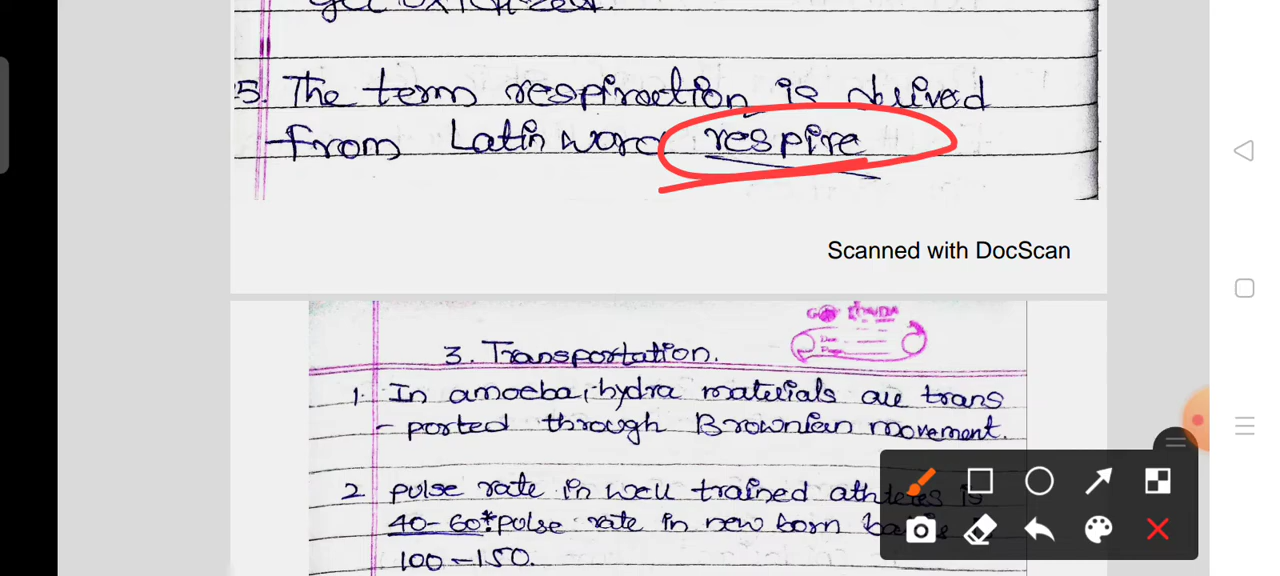 get oxidized.
5. The term respiration is derived
from Latin word respire
Scanned with DocScan
3. Transportation.
1. In amoeba, hydra materials are trans
- ported through Brownian movement.
2 pulse rate in well trained athletes is
40-60* pulse rate in new born
100-150.